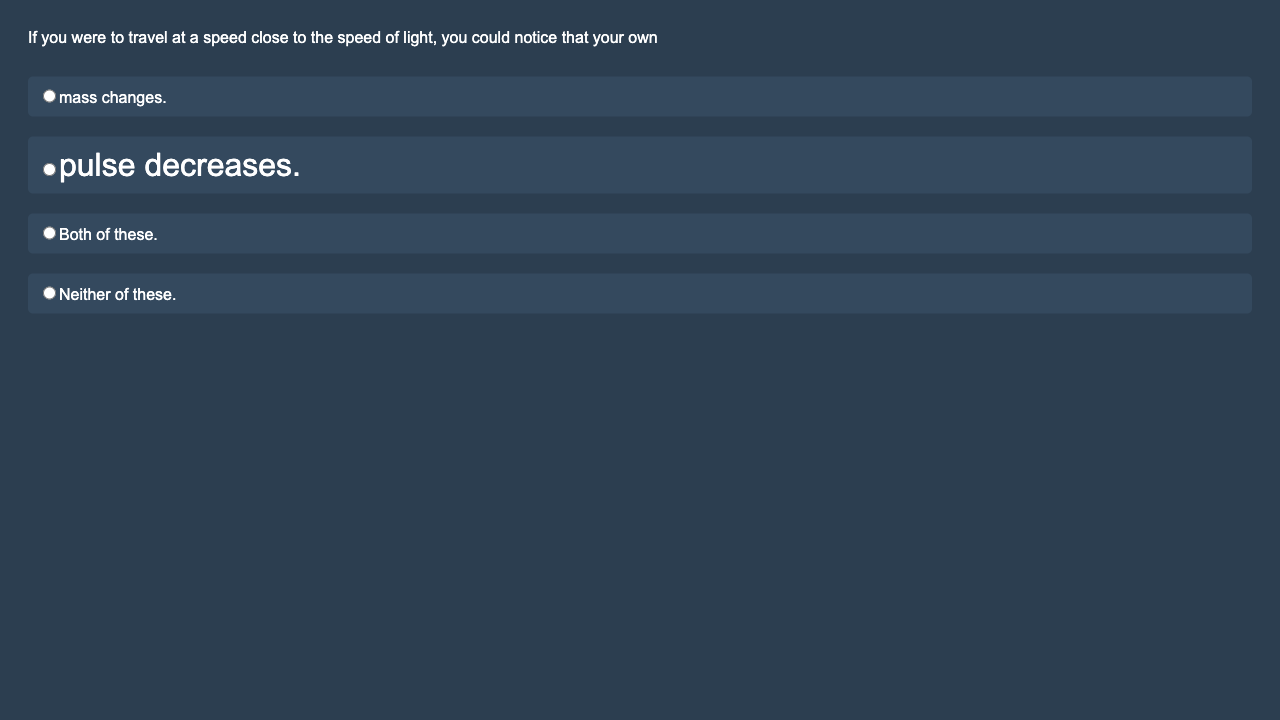 If you were to travel at a speed close to the speed of light, you could notice that your own
mass changes.
pulse decreases.
Both of these.
Neither of these.